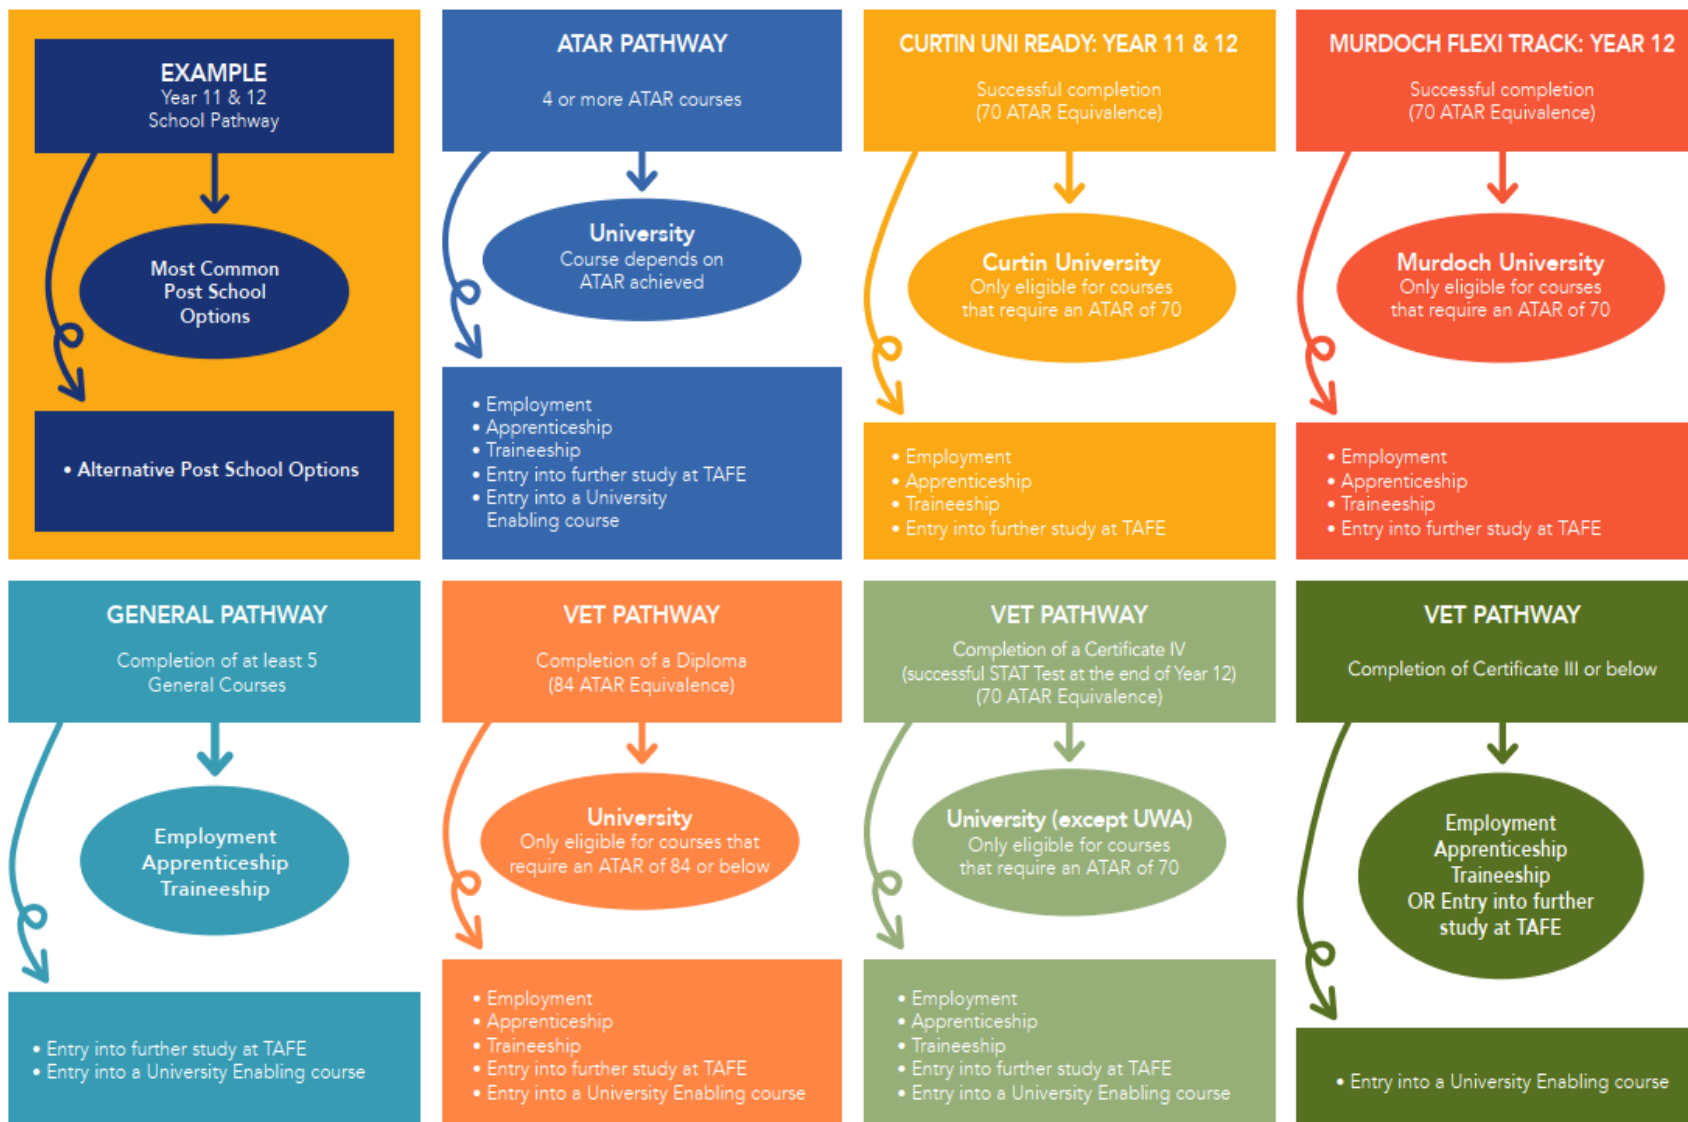 EXAMPLE
Year 11 & 12
School Pathway
Most Common
Post School
Options
• Alternative Post School Options
ATAR PATHWAY
4 or more ATAR courses
University
Course depends on
ATAR achieved
• Employment
• Apprenticeship
• Traineeship
• Entry into further study at TAFE
• Entry into a University
Enabling course
CURTIN UNI READY: YEAR 11 & 12
Successful completion
(70 ATAR Equivalence)
Curtin University
Only eligible for courses
that require an ATAR of 70
• Employment
• Apprenticeship
• Traineeship
• Entry into further study at TAFE
MURDOCH FLEXI TRACK: YEAR 12
Successful completion
(70 ATAR Equivalence)
Murdoch University
Only eligible for courses
that require an ATAR of 70
• Employment
• Apprenticeship
• Traineeship
• Entry into further study at TAFE
GENERAL PATHWAY
Completion of at least 5
General Courses
Employment
Apprenticeship
Traineeship
• Entry into further study at TAFE
• Entry into a University Enabling course
VET PATHWAY
Completion of a Diploma
(84 ATAR Equivalence)
University
Only eligible for courses that
require an ATAR of 84 or below
• Employment
• Apprenticeship
• Traineeship
• Entry into further study at TAFE
• Entry into a University Enabling course
VET PATHWAY
Completion of a Certificate IV
(successful STAT Test at the end of Year 12)
(70 ATAR Equivalence)
University (except UWA)
Only eligible for courses
that require an ATAR of 70
• Employment
• Apprenticeship
• Traineeship
• Entry into further study at TAFE
• Entry into a University Enabling course
VET PATHWAY
Completion of Certificate III or below
Employment
Apprenticeship
Traineeship
OR Entry into further
study at TAFE
• Entry into a University Enabling course